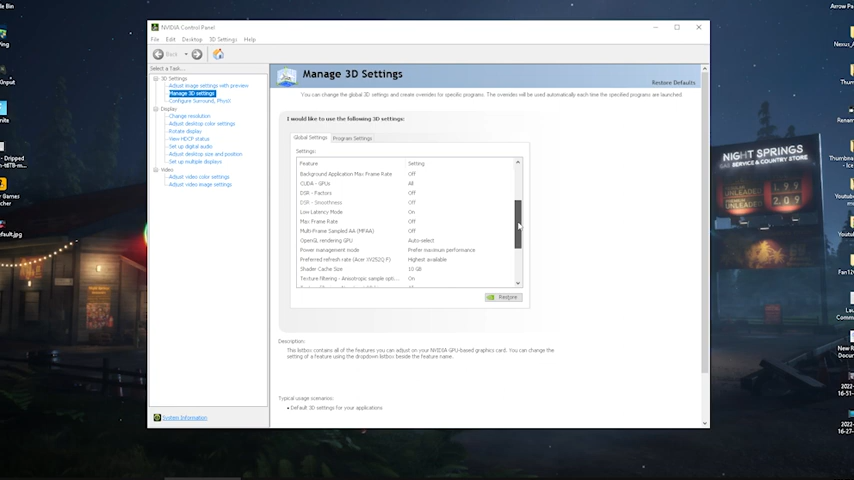 NVIDIA Control Panel
File Edit Desktop 3D Settings Help
Back
Select a Task...
3D Settings
Adjust image settings with preview
Manage 3D settings
Configure Surround, PhysX
Display
Change resolution
Adjust desktop color settings
Rotate display
View HDCP status
Set up digital audio
Adjust desktop size and position
Set up multiple displays
Video
Adjust video color settings
Adjust video image settings
System Information
Manage 3D Settings
Restore Defaults
You can change the global 3D settings and create overrides for specific programs. The overrides will be used automatically each time the specified programs are launched.
I would like to use the following 3D settings:
Global Settings Program Settings
Settings:
Feature Setting
Background Application Max Frame Rate Off
CUDA - GPUs All
DSR - Factors Off
DSR - Smoothness Off
Low Latency Mode On
Max Frame Rate Off
Multi-Frame Sampled AA (MFAA) Off
OpenGL rendering GPU Auto-select
Power management mode Prefer maximum performance
Preferred refresh rate (Acer XV252Q F) Highest available
Shader Cache Size 10 GB
Texture filtering - Anisotropic sample opti... On
Restore
Description:
This listbox contains all of the features you can adjust on your NVIDIA GPU-based graphics card. You can change the
setting of a feature using the dropdown listbox beside the feature name.
Typical usage scenarios:
• Default 3D settings for your applications
NIGHT SPRINGS
GAS SERVICE & COUNTRY STORE
1.99
2.09